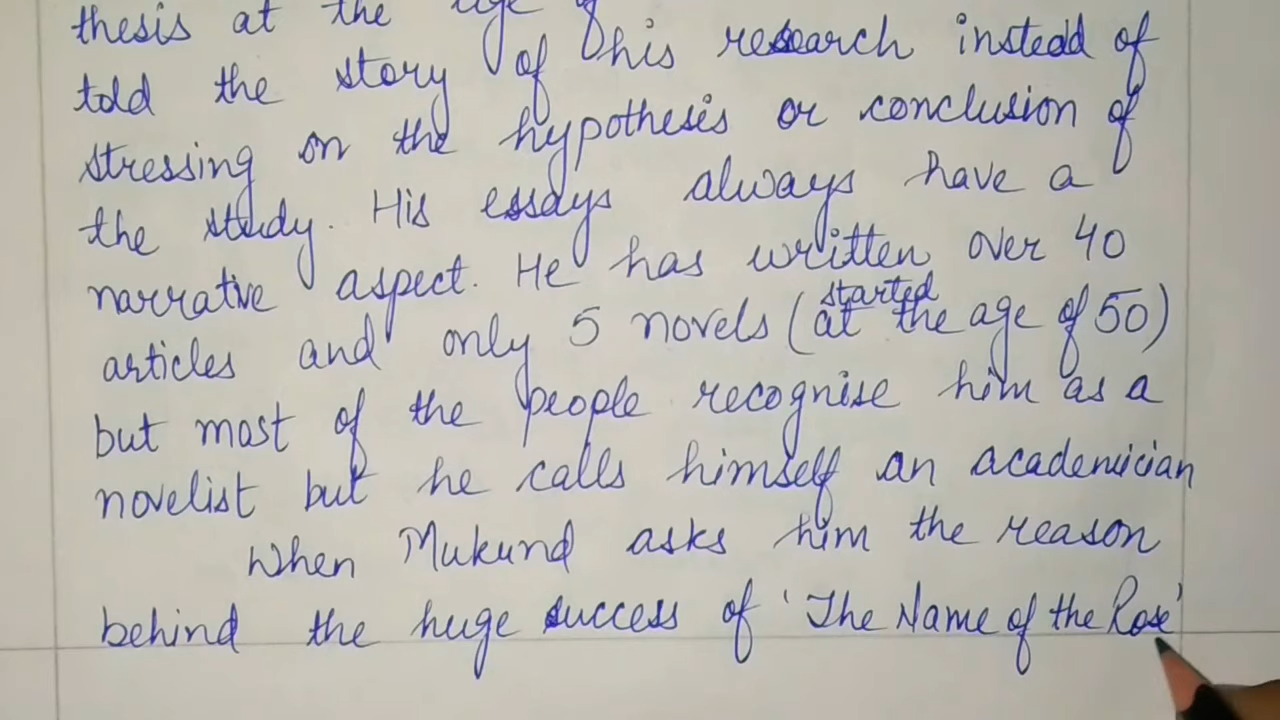 thesis at the age
told the story of his research instead of
stressing on the hypothesis or conclusion of
the study. His essays always have a
narrative aspect. He has written over 40
started
articles and only 5 novels (at the age of 50)
but most of the people recognise him as a
novelist but he calls himself an academician
When Mukund asks him the reason
behind the huge success of 'The Name of the Rose'